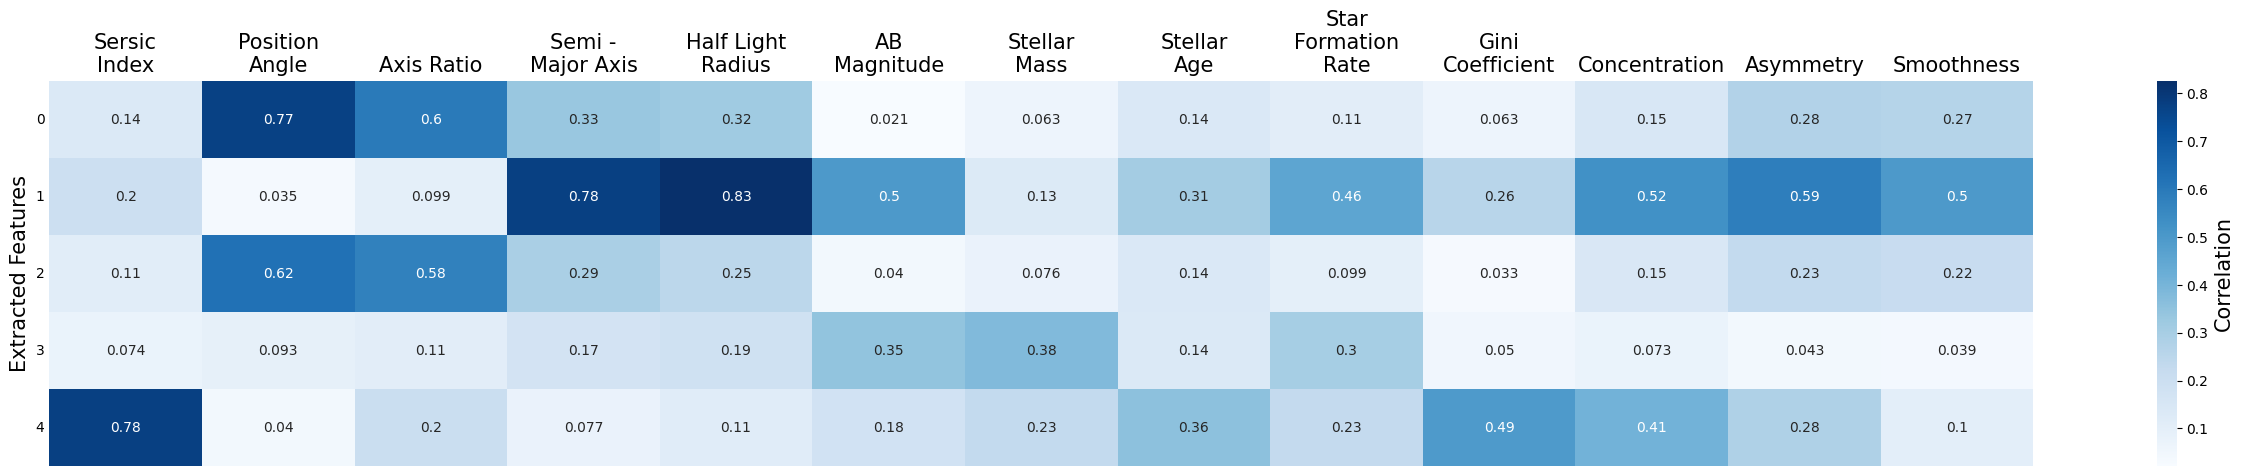 Star
Sersic Position Semi - Half Light AB Stellar Stellar Formation Gini
Index Angle Axis Ratio Major Axis Radius Magnitude Mass Age Rate Coefficient Concentration Asymmetry Smoothness
0 0.14 0.77 0.6 0.33 0.32 0.021 0.063 0.14 0.11 0.063 0.15 0.28 0.27
1 0.2 0.035 0.099 0.78 0.83 0.5 0.13 0.31 0.46 0.26 0.52 0.59 0.5
2 0.11 0.62 0.58 0.29 0.25 0.04 0.076 0.14 0.099 0.033 0.15 0.23 0.22
3 0.074 0.093 0.11 0.17 0.19 0.35 0.38 0.14 0.3 0.05 0.073 0.043 0.039
4 0.78 0.04 0.2 0.077 0.11 0.18 0.23 0.36 0.23 0.49 0.41 0.28 0.1
Extracted Features
0.8
0.7
0.6
0.5
0.4
0.3
0.2
0.1
Correlation